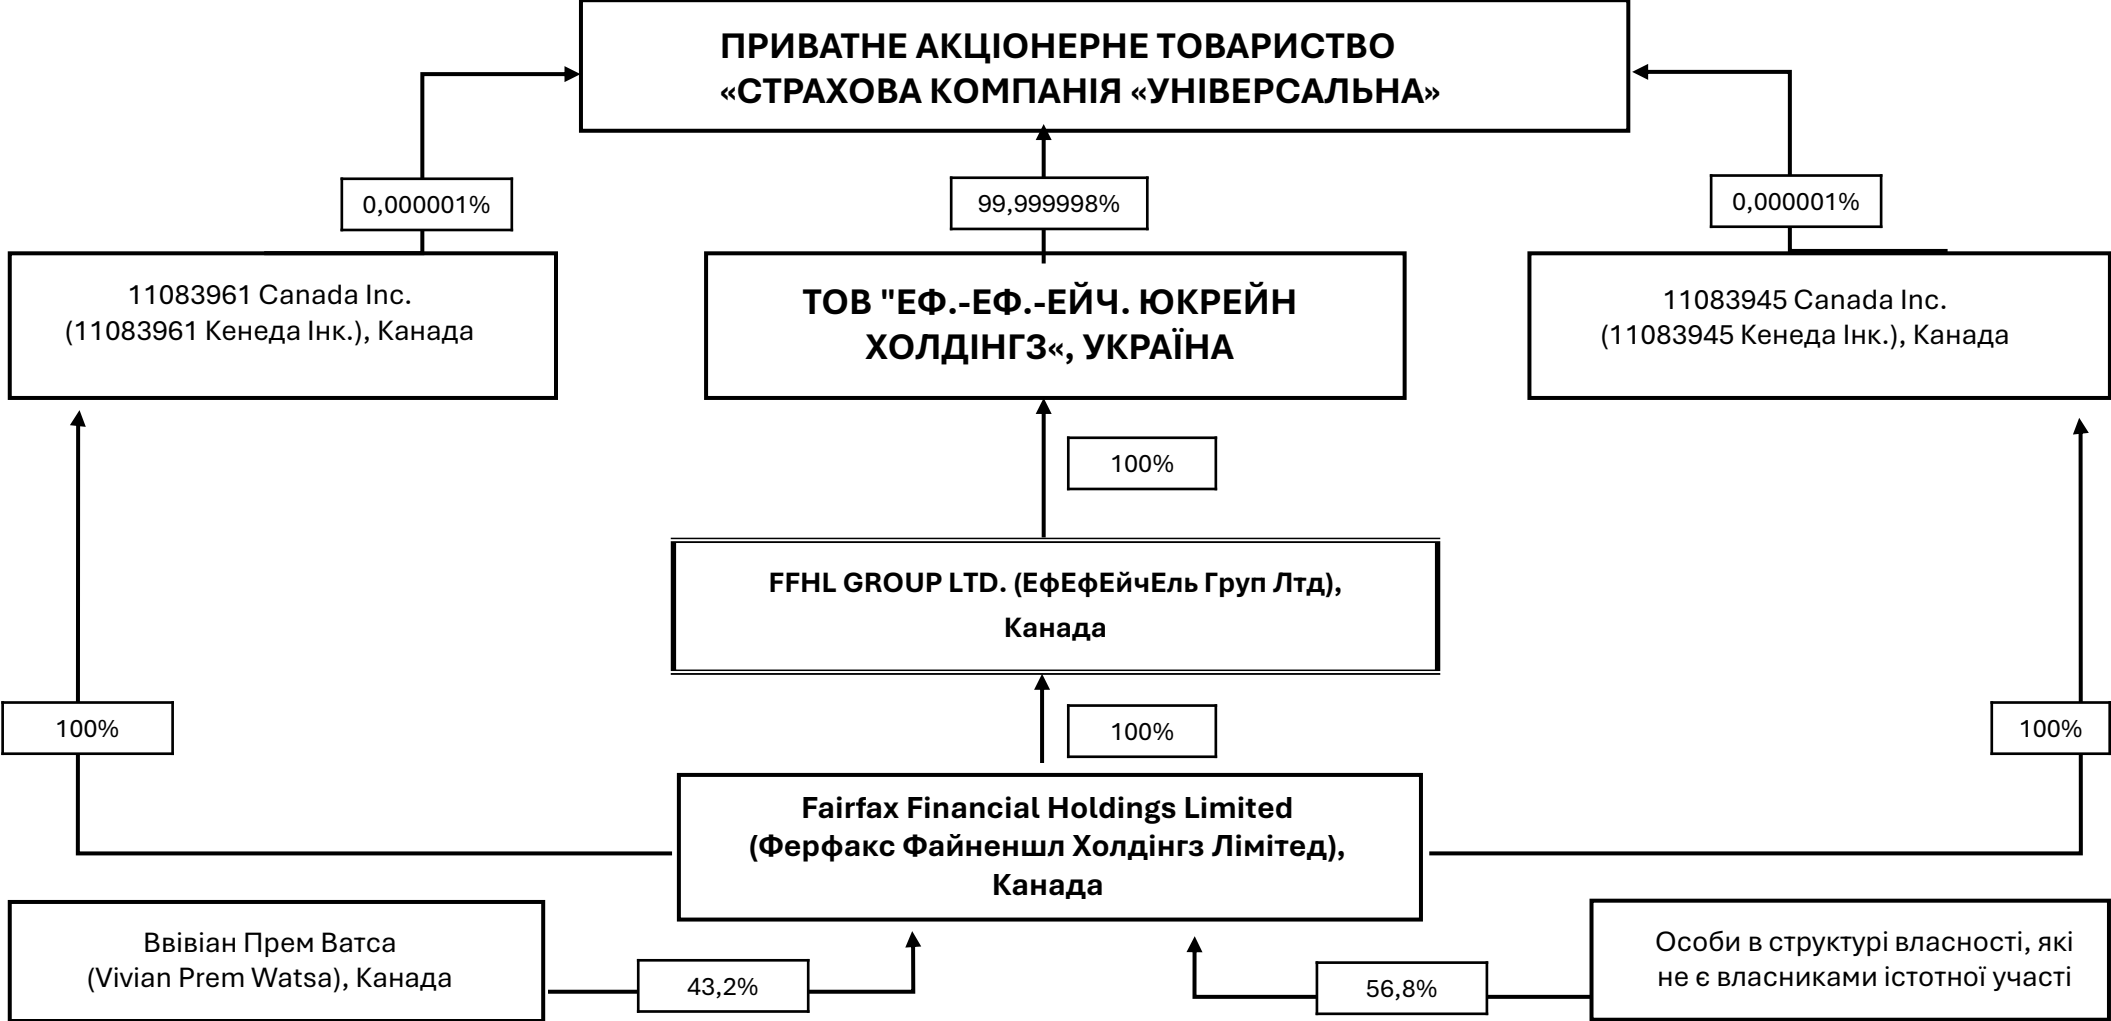 ПРИВАТНЕ АКЦІОНЕРНЕ ТОВАРИСТВО
«СТРАХОВА КОМПАНІЯ «УНІВЕРСАЛЬНА»
0,000001%
99,999998%
0,000001%
11083961 Canada Inc.
(11083961 Кенеда Інк.), Канада
ТОВ "ЕФ.-ЕФ.-ЕЙЧ. ЮКРЕЙН
ХОЛДІНГЗ«, УКРАЇНА
11083945 Canada Inc.
(11083945 Кенеда Інк.), Канада
100%
FFHL GROUP LTD. (ЕфЕфЕйчЕль Груп Лтд),
Канада
100%
100%
100%
Fairfax Financial Holdings Limited
(Ферфакс Файненшл Холдінгз Лімітед),
Канада
Ввівіан Прем Ватса
(Vivian Prem Watsa), Канада
43,2%
56,8%
Особи в структурі власності, які
не є власниками істотної участі